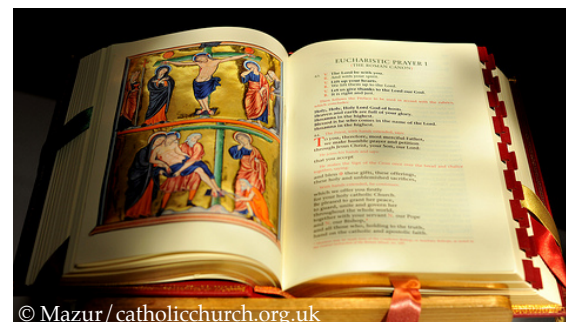 EUCHARISTIC PRAYER I
(THE ROMAN CANON)
The Lord be with you.
And with your spirit.
Lift up your hearts.
We lift them up to the Lord.
Let us give thanks to the Lord our God.
It is right and just.
Holy, Holy, Holy Lord God of hosts.
Heaven and earth are full of your glory.
Hosanna in the highest.
Blessed is he who comes in the name of the Lord.
Hosanna in the highest.
To you, therefore, most merciful Father,
we make humble prayer and petition
through Jesus Christ, your Son, our Lord:
that you accept
and bless these gifts, these offerings,
these holy and unblemished sacrifices,
which we offer you firstly
for your holy catholic Church.
Be pleased to grant her peace,
to guard, unite and govern her
throughout the whole world,
together with your servant N. our Pope
and N. our Bishop,
and all those who, holding to the truth,
hand on the catholic and apostolic faith.
© Mazur/catholicchurch.org.uk